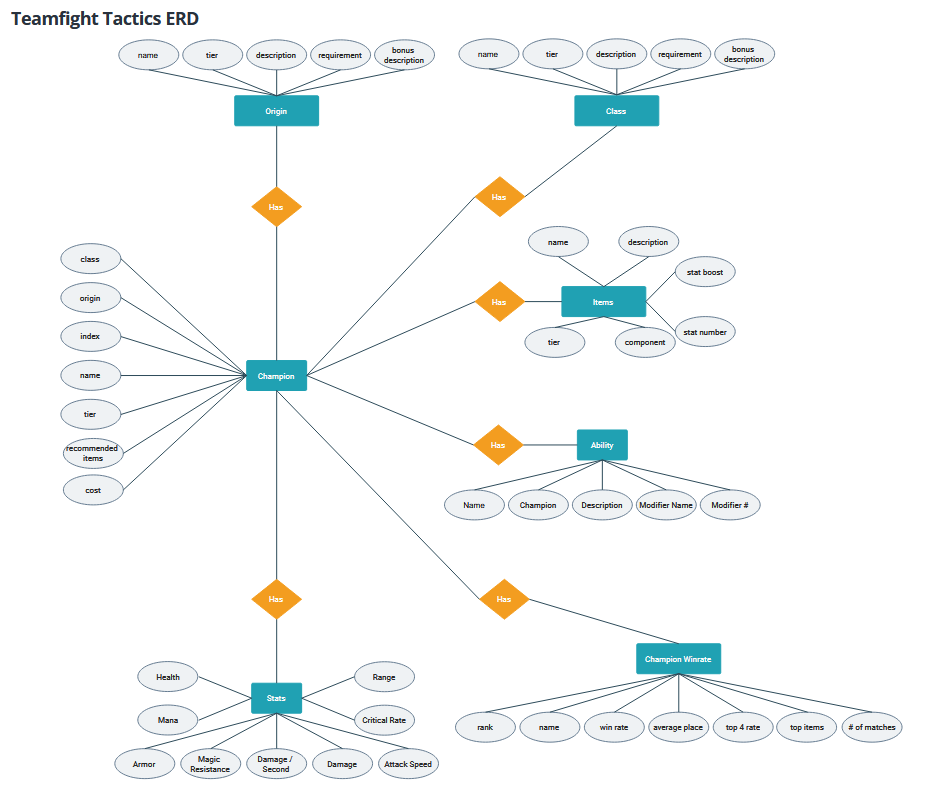 Teamfight Tactics ERD
name
tier
description
requirement
bonus
description
name
tier
description
requirement
bonus
description
Origin
Class
Has
Has
name
description
stat boost
Has
Items
stat number
tier
component
class
origin
index
name
tier
recommended
items
cost
Champion
Has
Ability
Name
Champion
Description
Modifier Name
Modifier #
Has
Has
Champion Winrate
rank
name
win rate
average place
top 4 rate
top items
# of matches
Health
Range
Stats
Mana
Critical Rate
Armor
Magic
Resistance
Damage /
Second
Damage
Attack Speed